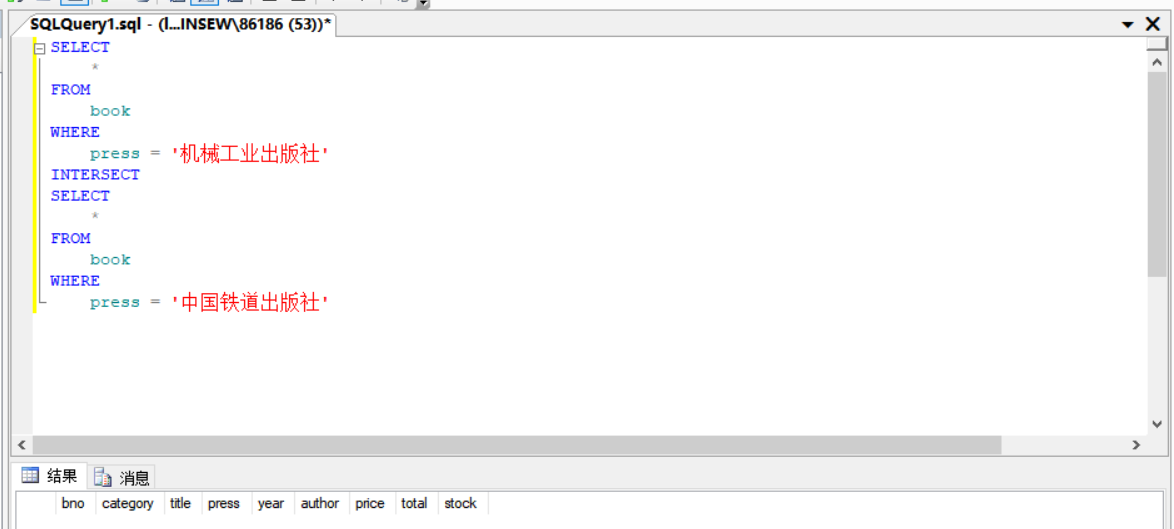 SQLQuery1.sql - (l...INSEW\86186 (53))*
SELECT
*
FROM
book
WHERE
press = '机械工业出版社'
INTERSECT
SELECT
*
FROM
book
WHERE
press = '中国铁道出版社'
结果 消息
bno category title press year author price total stock